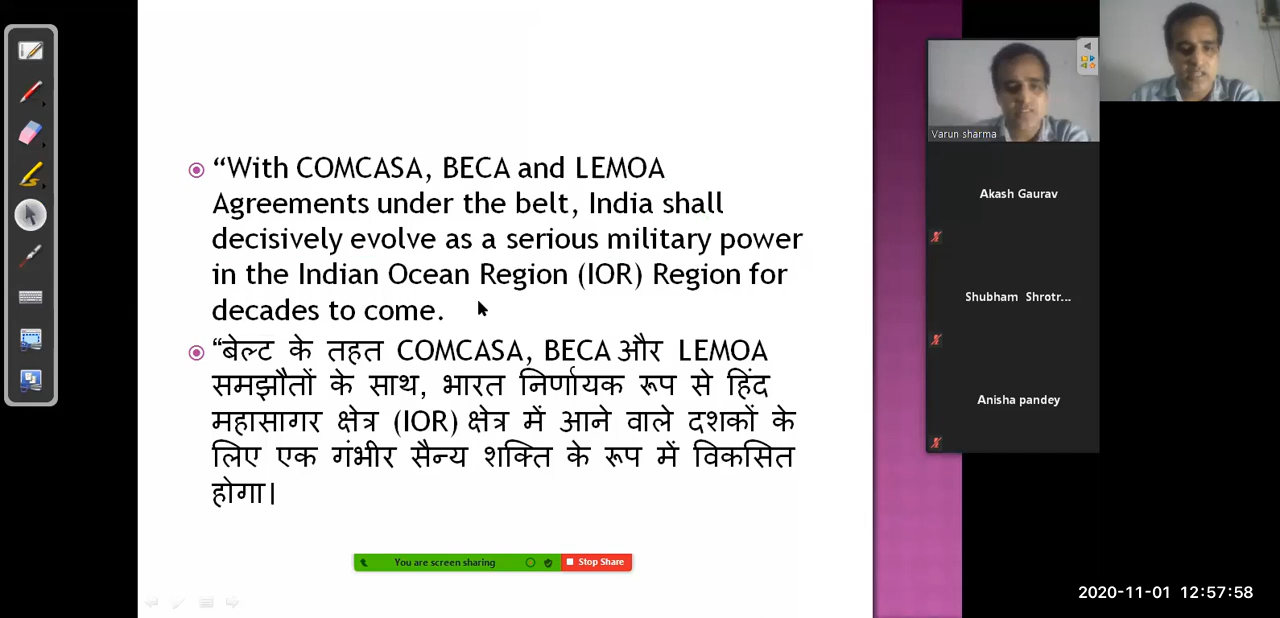 “With COMCASA, BECA and LEMOA
Agreements under the belt, India shall
decisively evolve as a serious military power
in the Indian Ocean Region (IOR) Region for
decades to come.
“बेल्ट के तहत COMCASA, BECA और LEMOA
समझौतों के साथ, भारत निर्णायक रूप से हिंद
महासागर क्षेत्र (IOR) क्षेत्र में आने वाले दशकों के
लिए एक गंभीर सैन्य शक्ति के रूप में विकसित
होगा।
You are screen sharing
Stop Share
Varun sharma
Akash Gaurav
Shubham Shrotr...
Anisha pandey
2020-11-01 12:57:58